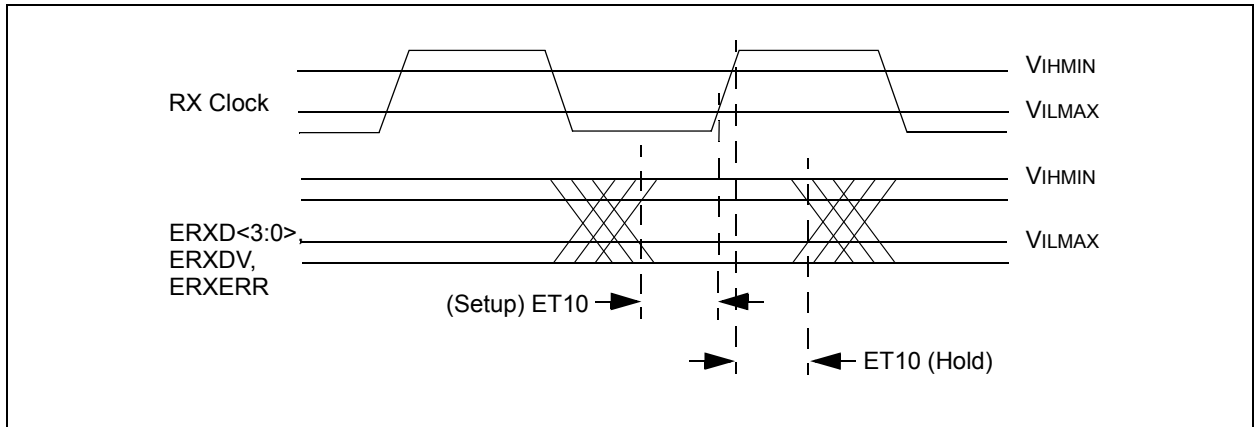 RX Clock
VIHMIN
VILMAX
VIHMIN
ERXD<3:0>,
ERXDV,
ERXERR
VILMAX
(Setup) ET10
ET10 (Hold)